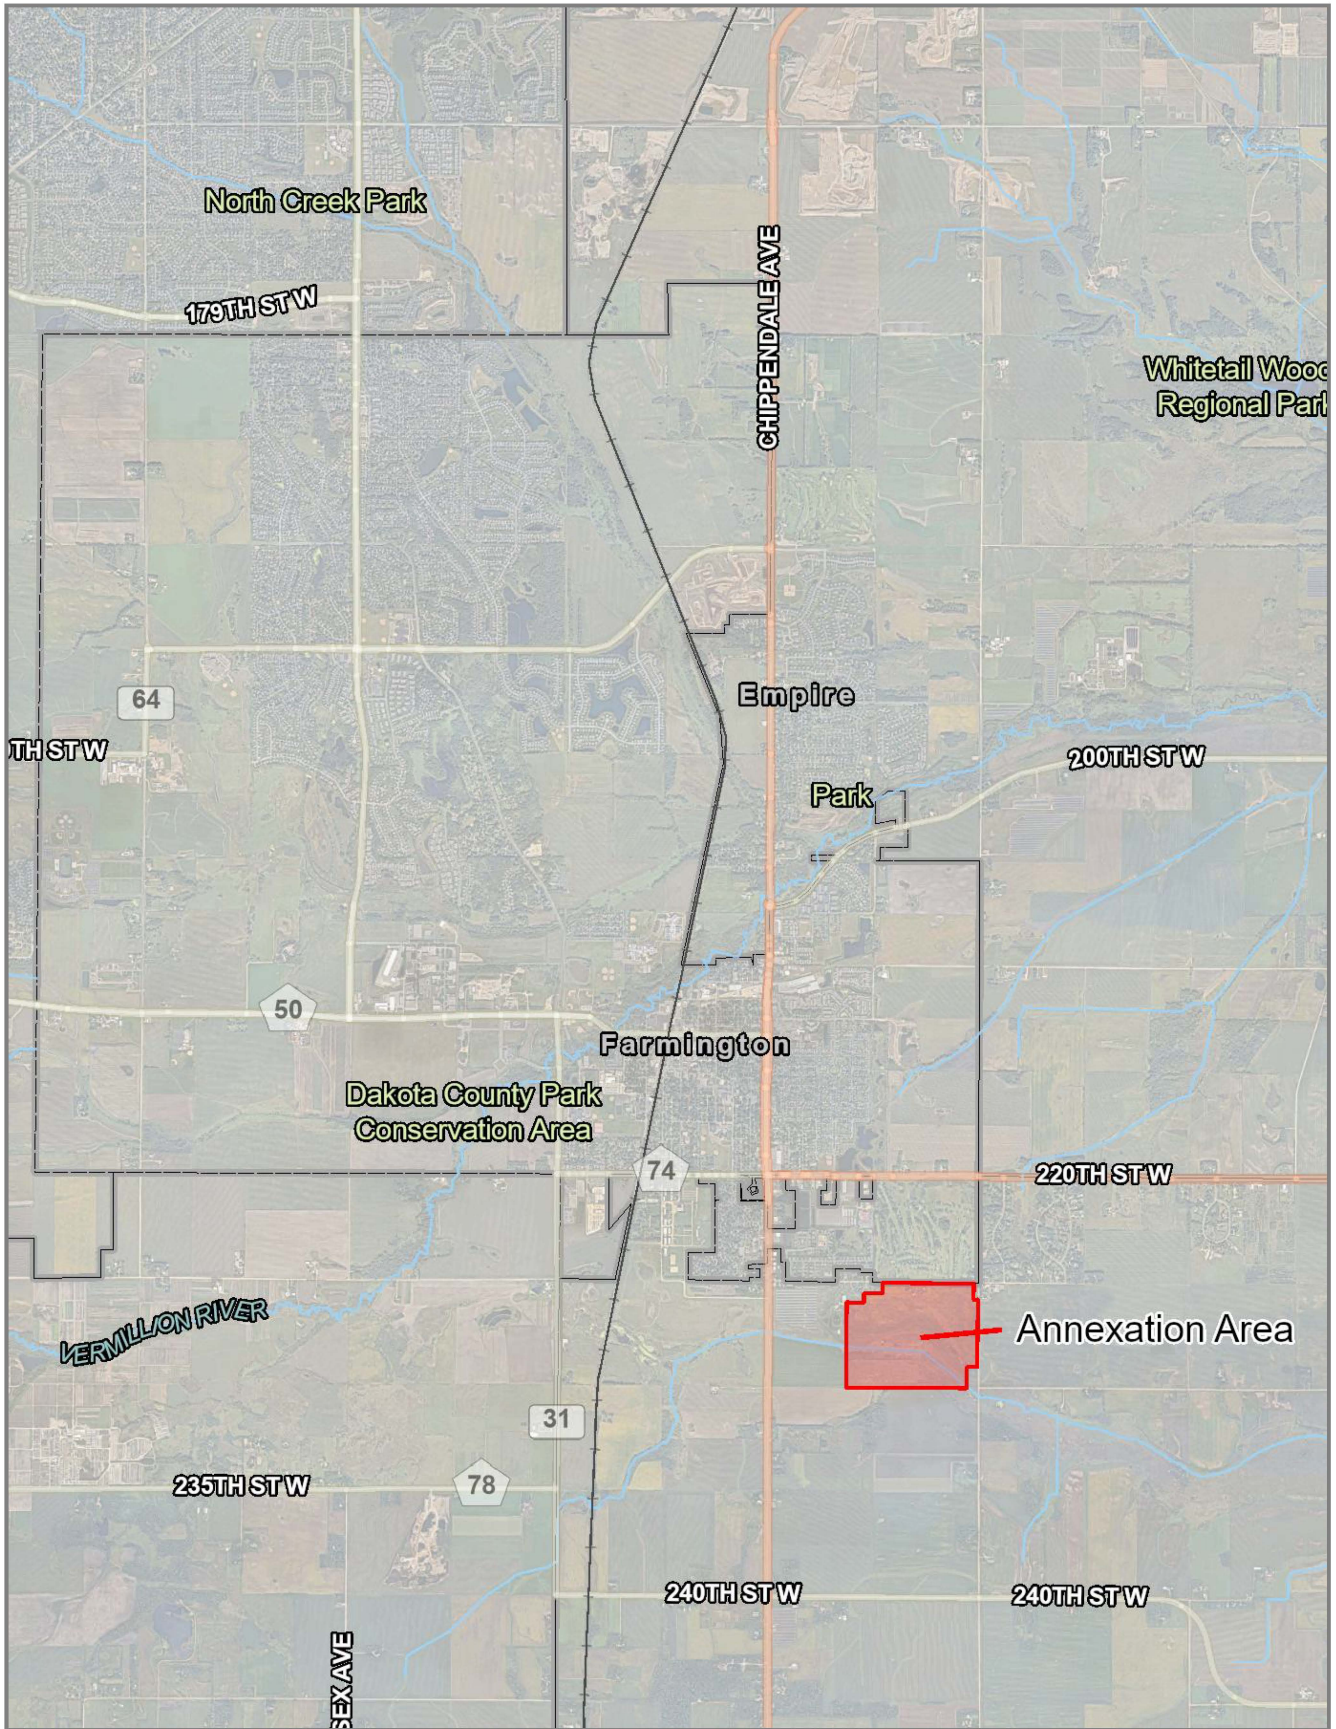 North Creek Park
179TH ST W
CHIPPENDALE AVE
Whitetail Wood
Regional Park
64
Empire
TH ST W
200TH ST W
Park
50
Farmington
Dakota County Park
Conservation Area
74
220TH ST W
VERMILLION RIVER
Annexation Area
31
235TH ST W
78
240TH ST W
240TH ST W
SEX AVE